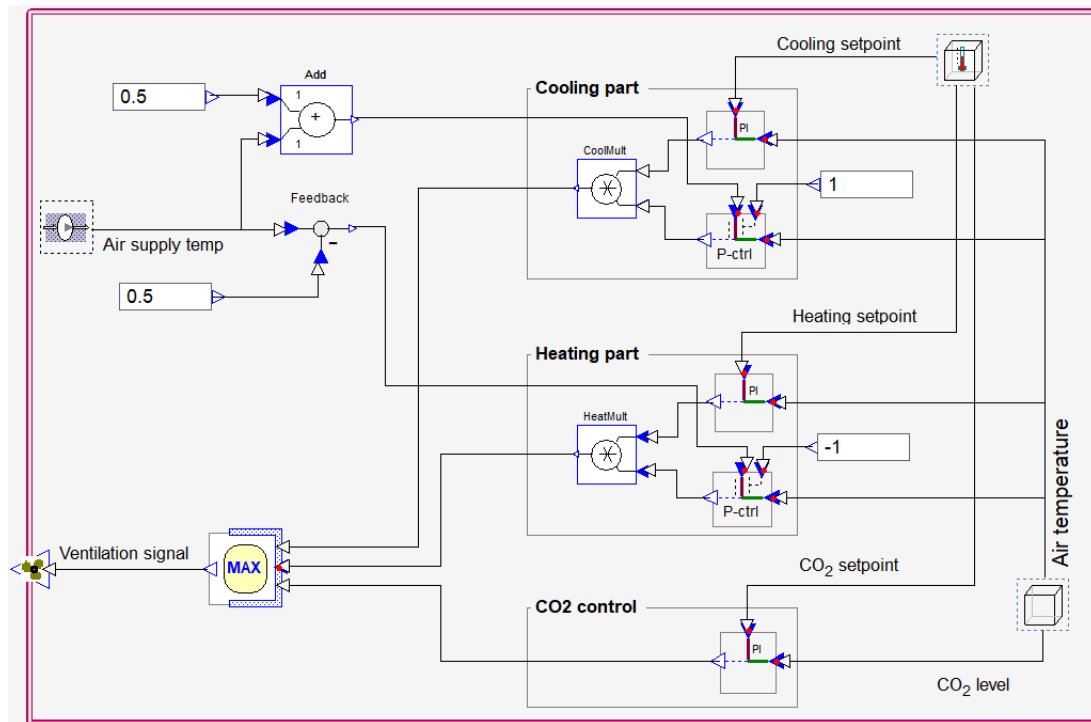 Cooling setpoint
Add
0.5
1
+
1
Cooling part
PI
CoolMult
1
Feedback
P-ctrl
Air supply temp
0.5
Heating setpoint
Heating part
PI
HeatMult
-1
P-ctrl
Air temperature
Ventilation signal
MAX
CO₂ setpoint
CO2 control
PI
CO₂ level